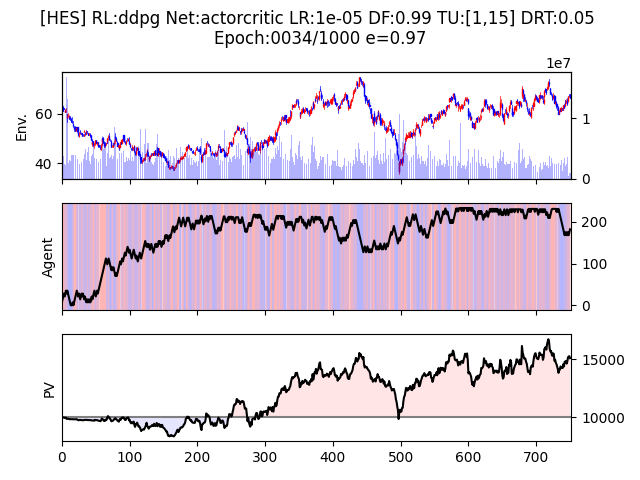 [HES] RL:ddpg Net:actorcritic LR:1e-05 DF:0.99 TU:[1,15] DRT:0.05
Epoch:0034/1000 e=0.97
1e7
Env.
60
40
1
0
Agent
200
100
0
PV
15000
10000
0 100 200 300 400 500 600 700